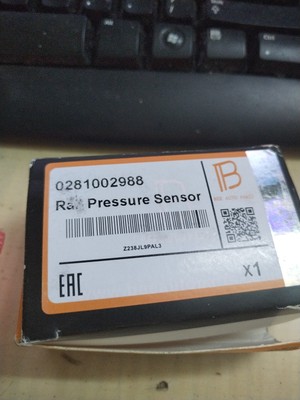 0281002988
Pressure Sensor
Z238JL9PAL3
EAC
X1